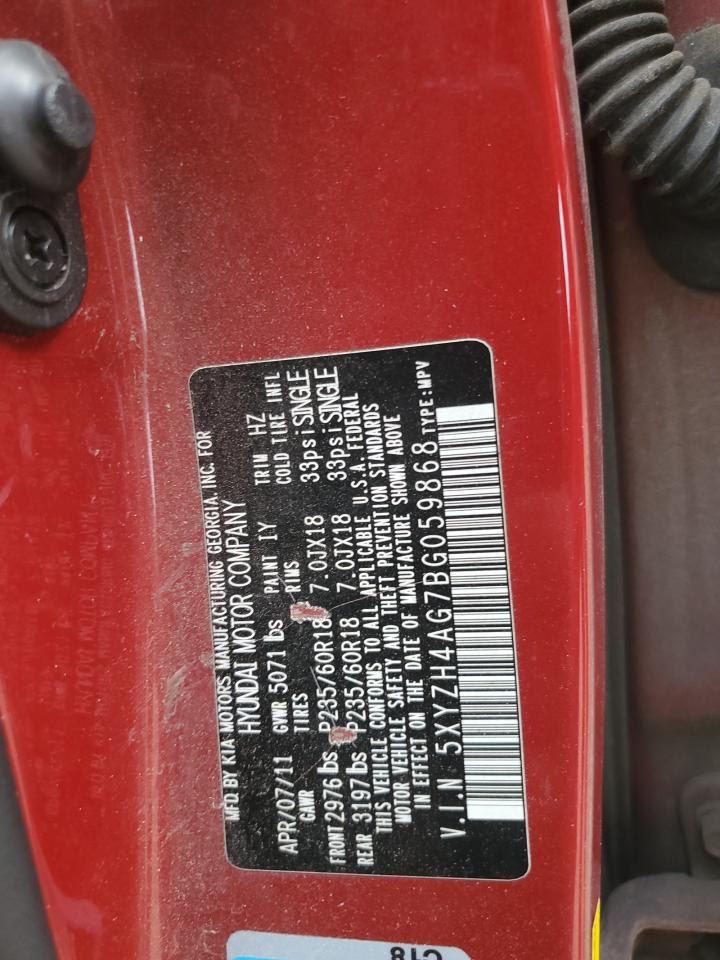 MFD BY KIA MOTORS MANUFACTURING GEORGIA, INC. FOR
HYUNDAI MOTOR COMPANY
APR/07/11 GVWR 5071 lbs PAINT IY TRIM HZ
GAWR TIRES RIMS COLD TIRE INFL
FRONT 2976 lbs P235/60R18 7.0JX18 33psi SINGLE
REAR 3197 lbs P235/60R18 7.0JX18 33psi SINGLE
THIS VEHICLE CONFORMS TO ALL APPLICABLE U.S.A. FEDERAL
MOTOR VEHICLE SAFETY AND THEFT PREVENTION STANDARDS
IN EFFECT ON THE DATE OF MANUFACTURE SHOWN ABOVE
V.I.N 5XYZH4AG7BG059868 TYPE:MPV
C18